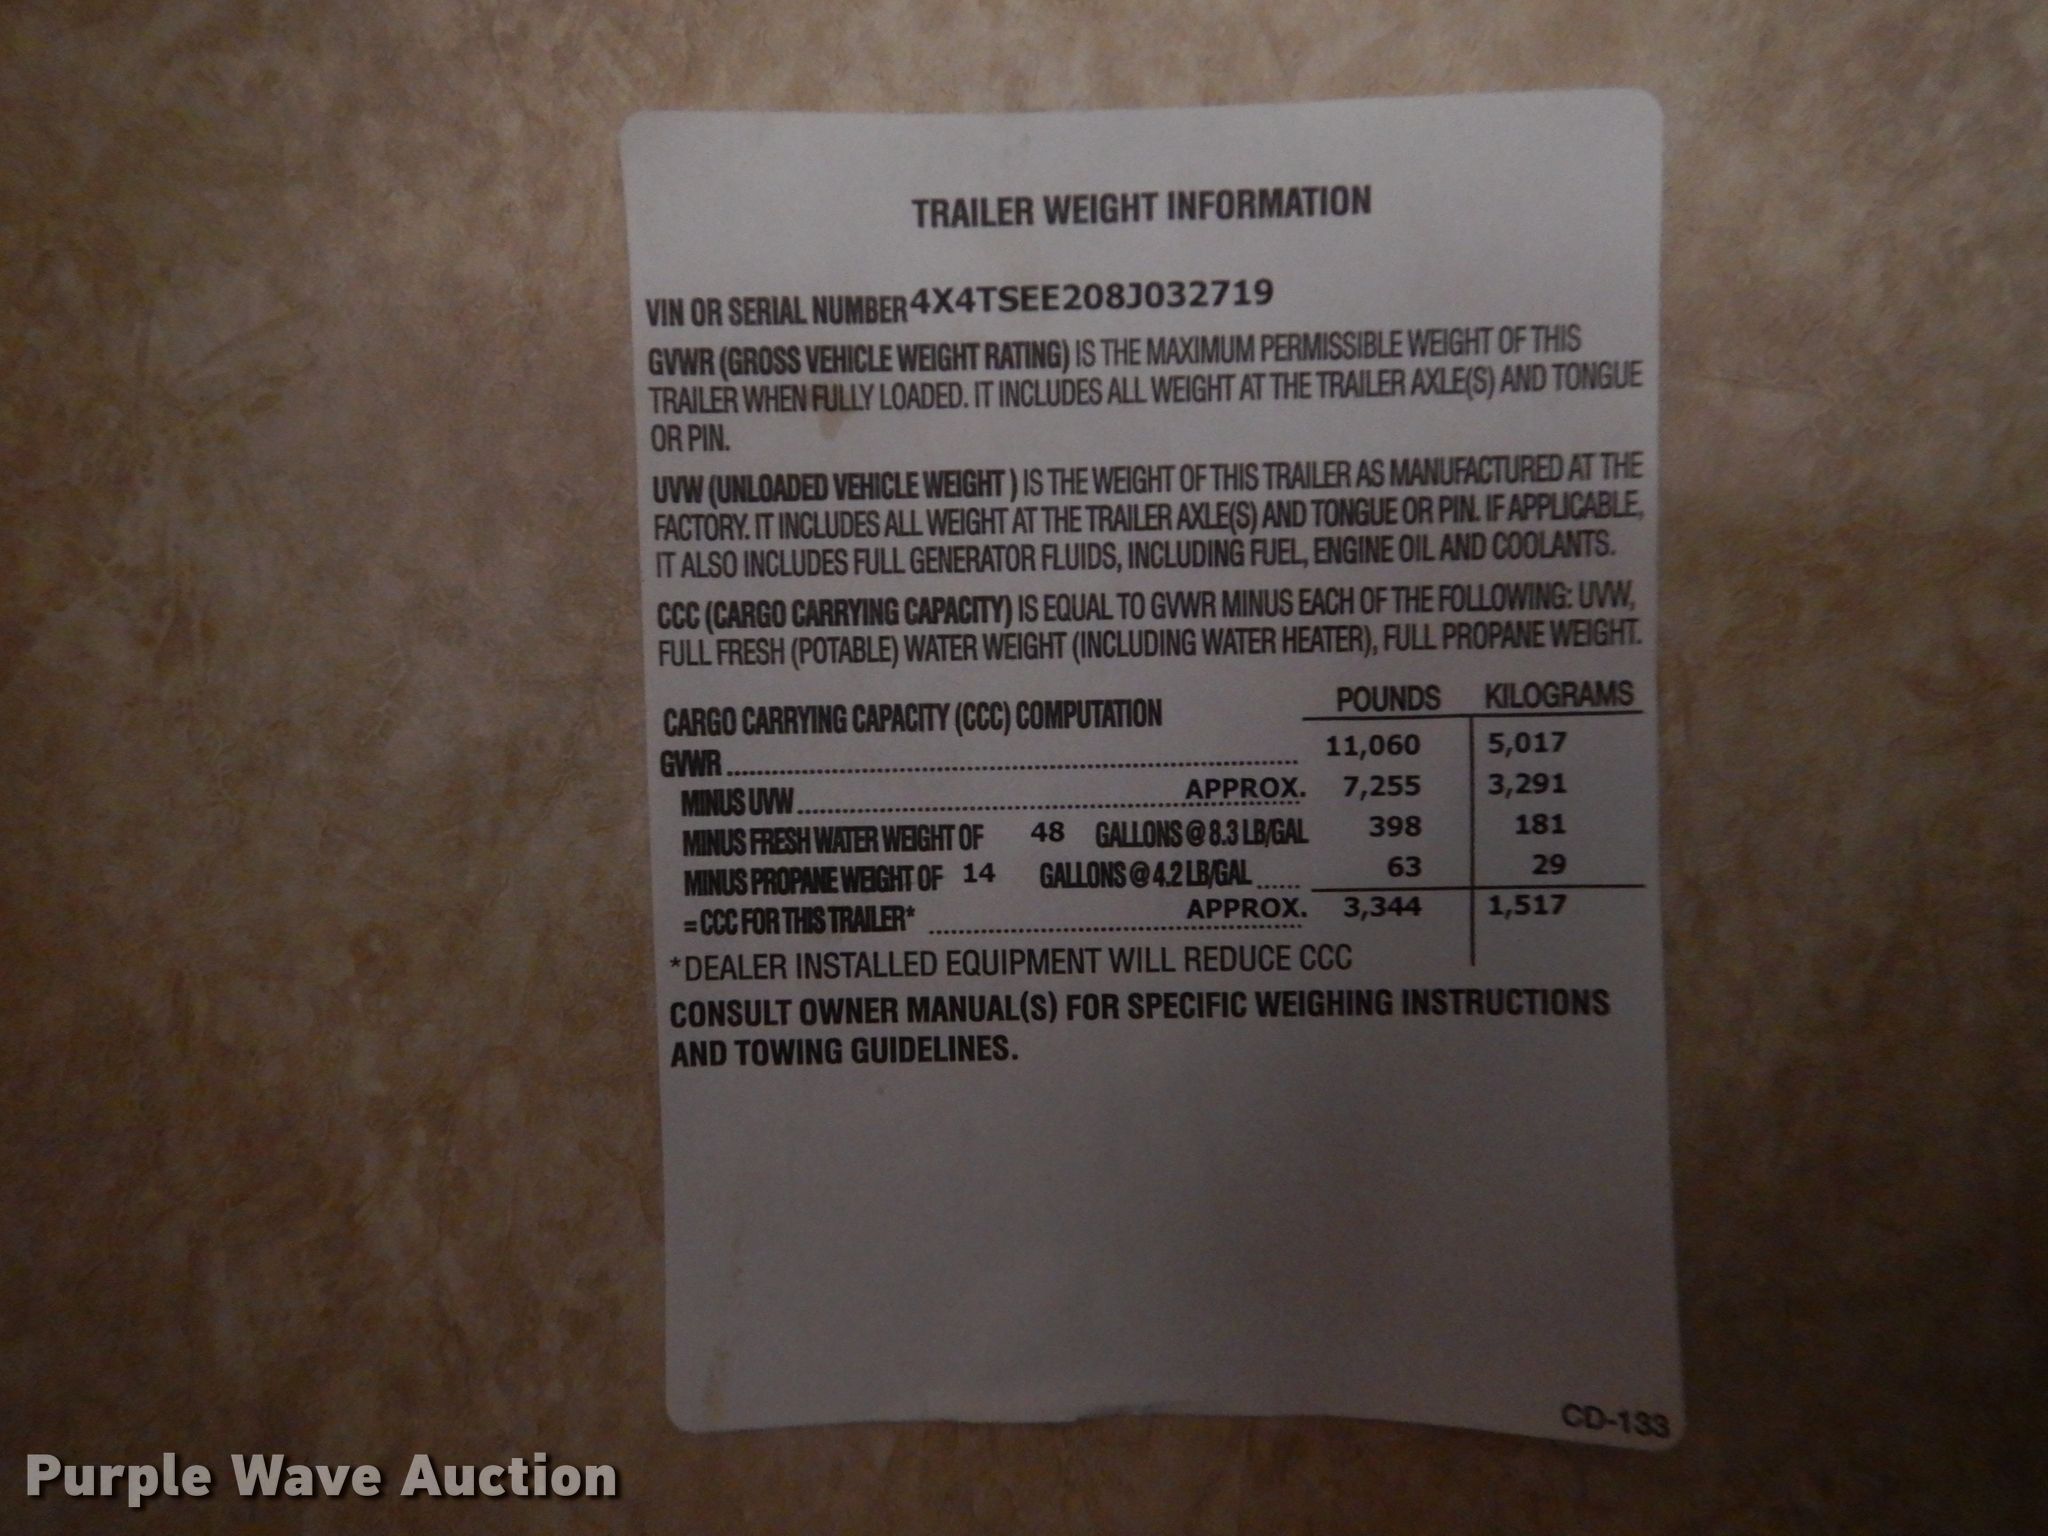 TRAILER WEIGHT INFORMATION
VIN OR SERIAL NUMBER 4X4TSEE208J032719
GVWR (GROSS VEHICLE WEIGHT RATING) IS THE MAXIMUM PERMISSIBLE WEIGHT OF THIS
TRAILER WHEN FULLY LOADED. IT INCLUDES ALL WEIGHT AT THE TRAILER AXLE(S) AND TONGUE
OR PIN.
UVW (UNLOADED VEHICLE WEIGHT ) IS THE WEIGHT OF THIS TRAILER AS MANUFACTURED AT THE
FACTORY. IT INCLUDES ALL WEIGHT AT THE TRAILER AXLE(S) AND TONGUE OR PIN. IF APPLICABLE,
IT ALSO INCLUDES FULL GENERATOR FLUIDS, INCLUDING FUEL, ENGINE OIL AND COOLANTS.
CCC (CARGO CARRYING CAPACITY) IS EQUAL TO GVWR MINUS EACH OF THE FOLLOWING: UVW,
FULL FRESH (POTABLE) WATER WEIGHT (INCLUDING WATER HEATER), FULL PROPANE WEIGHT.
CARGO CARRYING CAPACITY (CCC) COMPUTATION POUNDS KILOGRAMS
GVWR 11,060 5,017
MINUS UVW APPROX. 7,255 3,291
MINUS FRESH WATER WEIGHT OF 48 GALLONS @ 8.3 LB/GAL 398 181
MINUS PROPANE WEIGHT OF 14 GALLONS @ 4.2 LB/GAL 63 29
= CCC FOR THIS TRAILER* APPROX. 3,344 1,517
*DEALER INSTALLED EQUIPMENT WILL REDUCE CCC
CONSULT OWNER MANUAL(S) FOR SPECIFIC WEIGHING INSTRUCTIONS
AND TOWING GUIDELINES.
CD-133
Purple Wave Auction